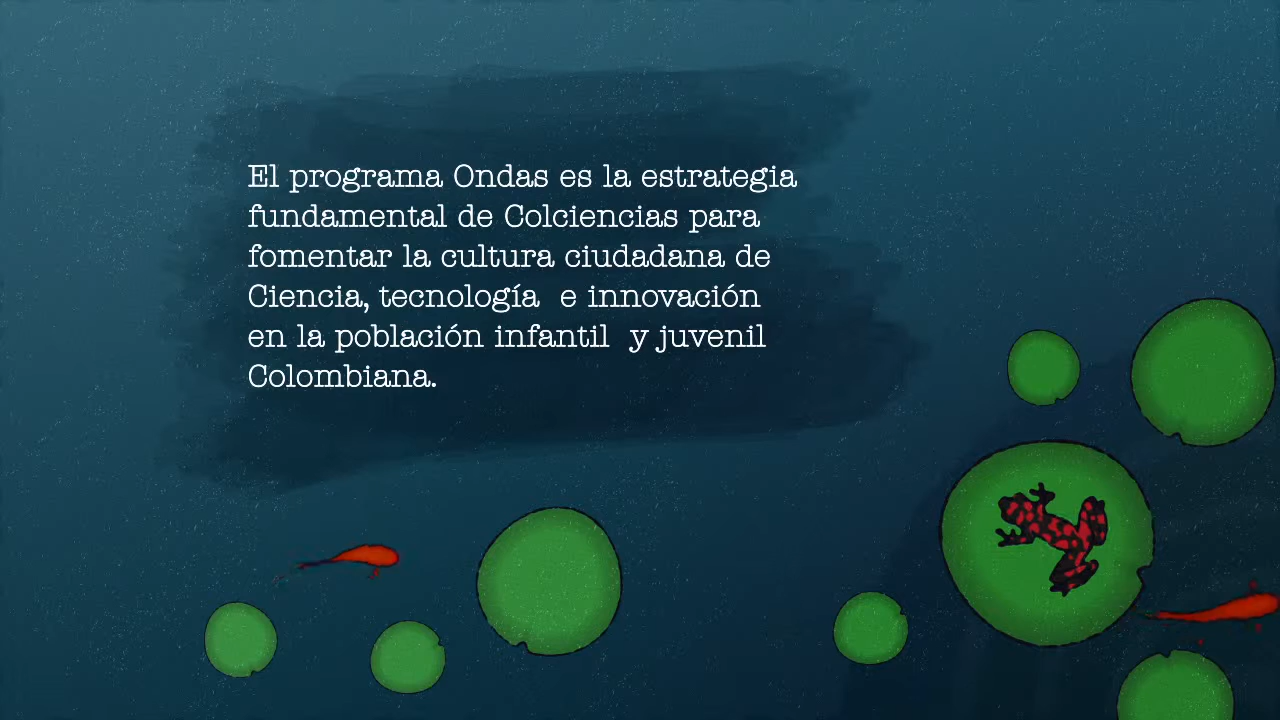 El programa Ondas es la estrategia
fundamental de Colciencias para
fomentar la cultura ciudadana de
Ciencia, tecnología  e innovación
en la población infantil  y juvenil
Colombiana.